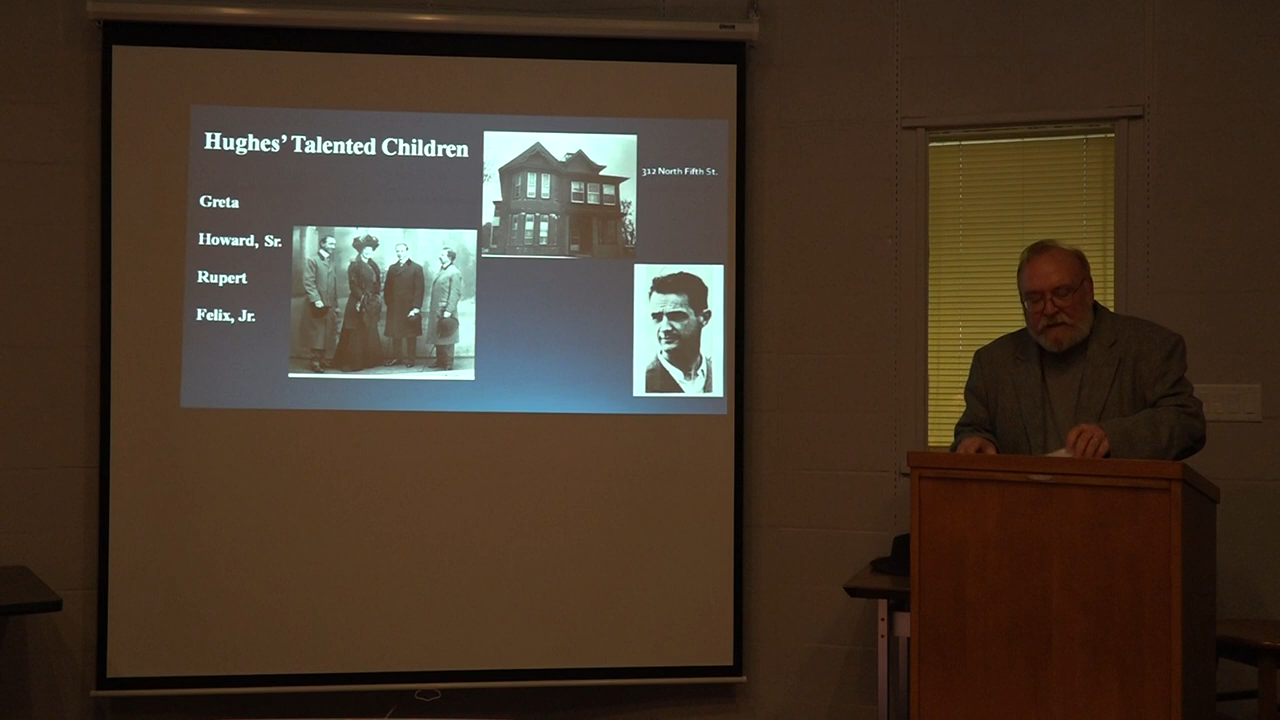 Hughes' Talented Children
312 North Fifth St.
Greta
Howard, Sr.
Rupert
Felix, Jr.